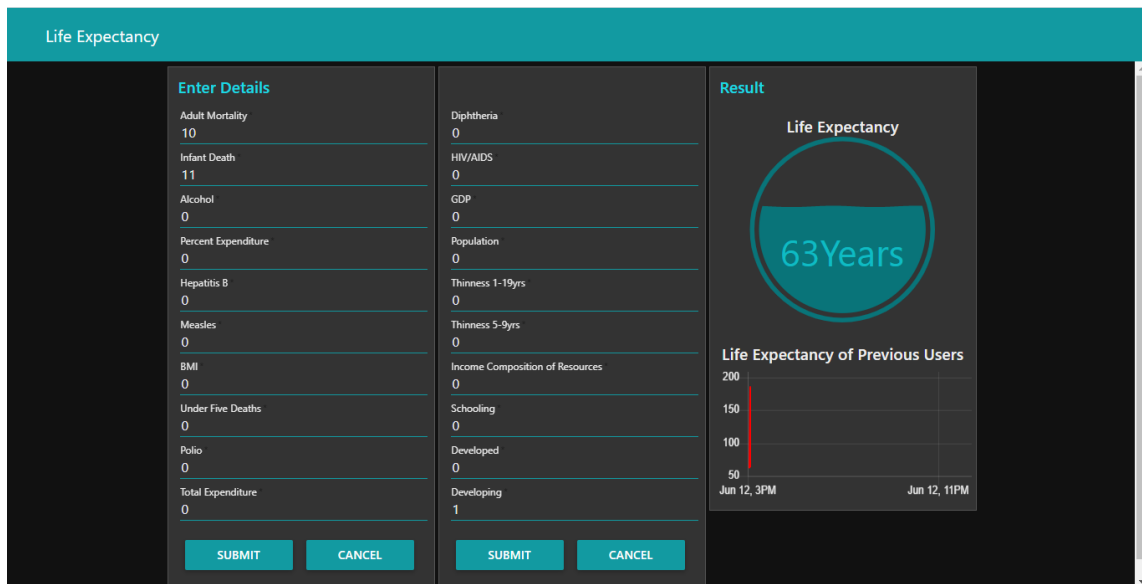 Life Expectancy
Enter Details
Adult Mortality *
10
Infant Death *
11
Alcohol
0
Percent Expenditure *
0
Hepatitis B *
0
Measles *
0
BMI *
0
Under Five Deaths *
0
Polio
0
Total Expenditure
0
SUBMIT CANCEL
Diphtheria
0
HIV/AIDS *
0
GDP *
0
Population *
0
Thinness 1-19yrs *
0
Thinness 5-9yrs *
0
Income Composition of Resources *
0
Schooling *
0
Developed *
0
Developing *
1
SUBMIT CANCEL
Result
Life Expectancy
63Years
Life Expectancy of Previous Users
200
150
100
50
Jun 12, 3PM Jun 12, 11PM